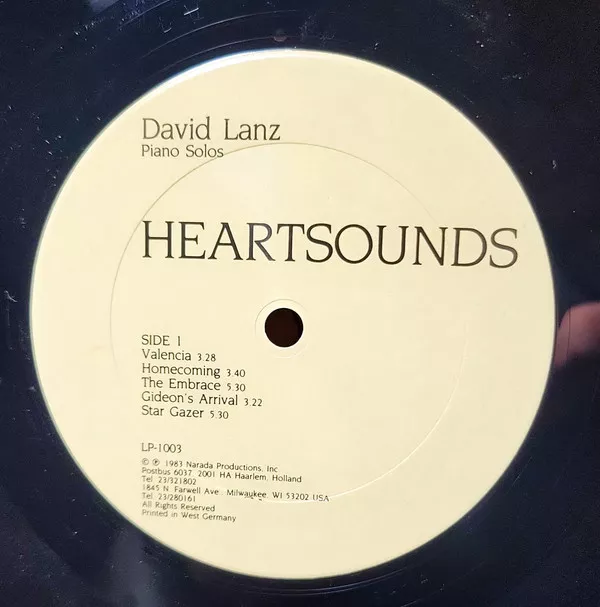 David Lanz
Piano Solos
HEARTSOUNDS
SIDE 1
Valencia 3.28
Homecoming 3.40
The Embrace 5.30
Gideon's Arrival 3.22
Star Gazer 5.30
LP-1003
© ℗ 1983 Narada Productions, Inc
Postbus 6037, 2001 HA Haarlem, Holland
Tel. 23/321802
1845 N. Farwell Ave., Milwaukee, WI 53202 USA
Tel. 23/280161
All Rights Reserved
Printed in West Germany